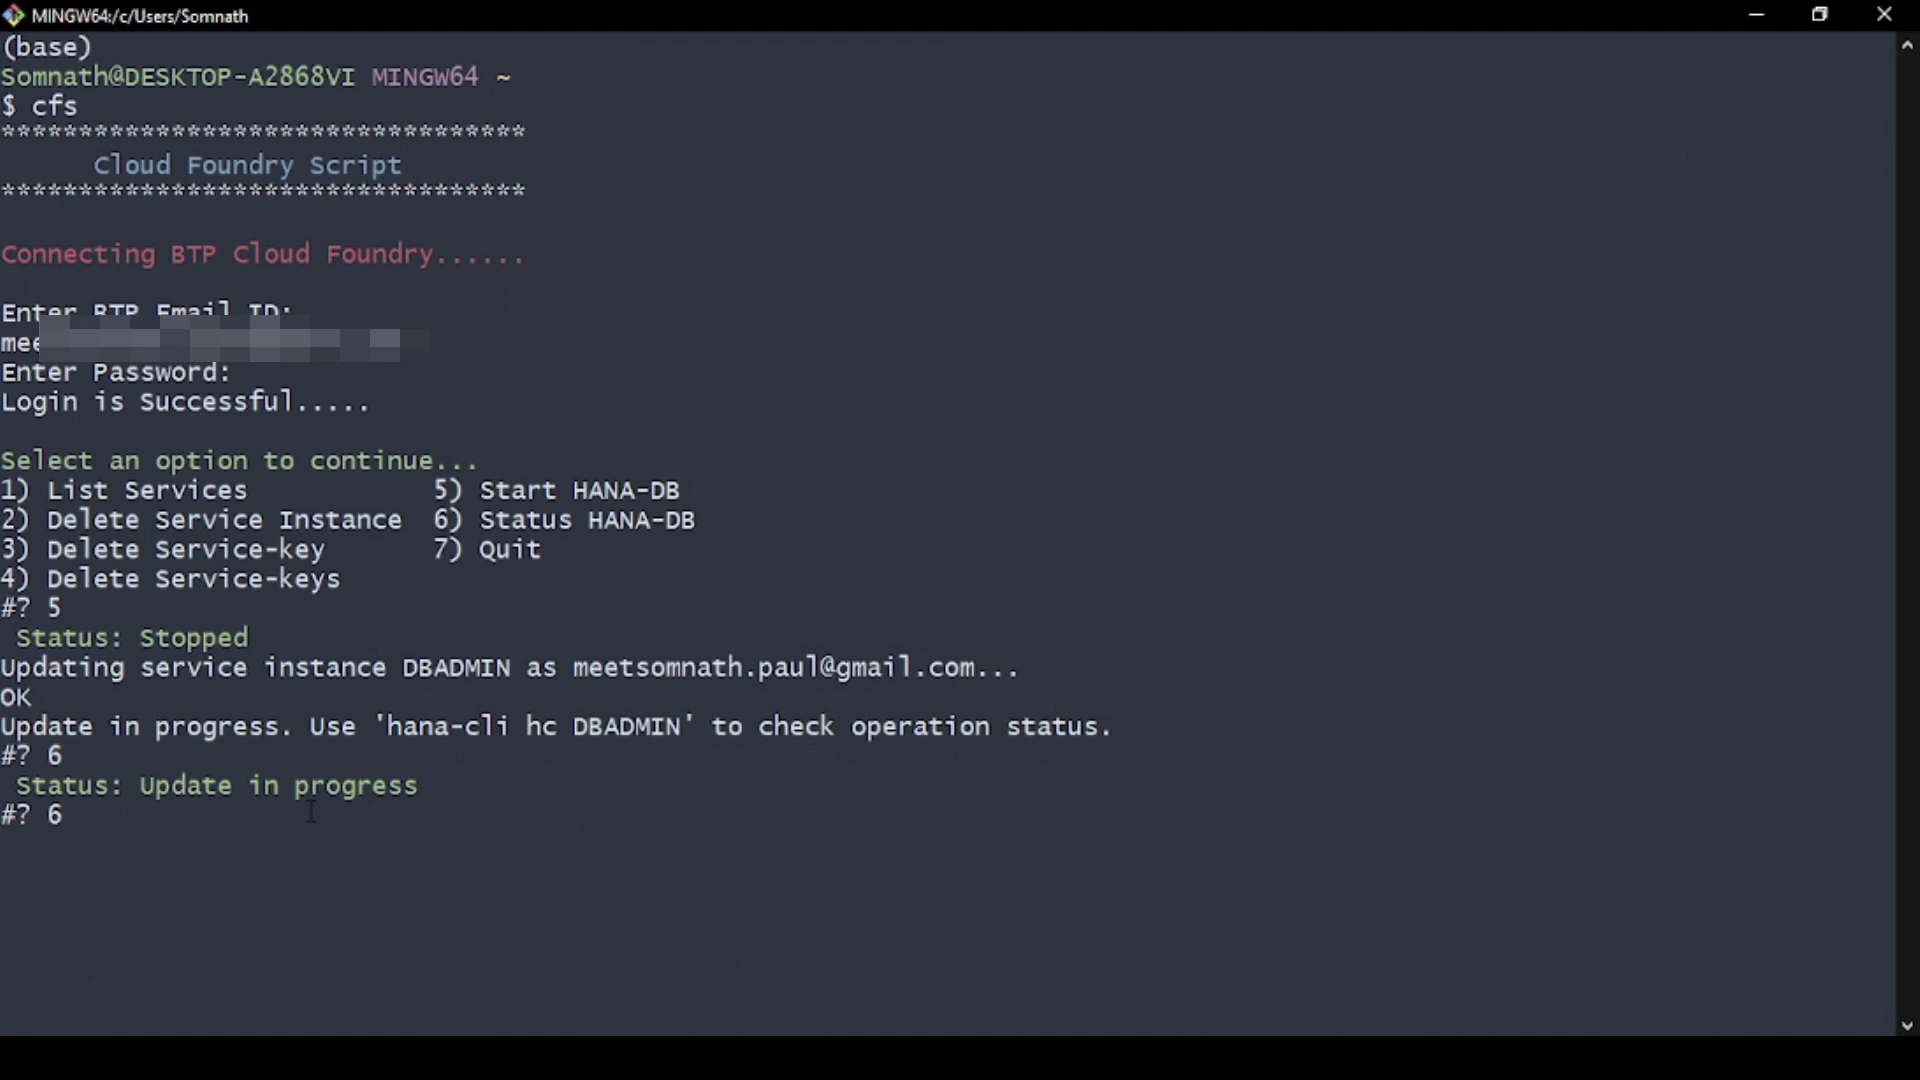 MINGW64:/c/Users/Somnath
(base)
Somnath@DESKTOP-A2868VI MINGW64 ~
$ cfs
**********************************
Cloud Foundry Script
**********************************
Connecting BTP Cloud Foundry......
Enter BTP Email ID:
mee
Enter Password:
Login is Successful.....
Select an option to continue...
1) List Services 5) Start HANA-DB
2) Delete Service Instance 6) Status HANA-DB
3) Delete Service-key 7) Quit
4) Delete Service-keys
#? 5
Status: Stopped
Updating service instance DBADMIN as meetsomnath.paul@gmail.com...
OK
Update in progress. Use 'hana-cli hc DBADMIN' to check operation status.
#? 6
Status: Update in progress
#? 6